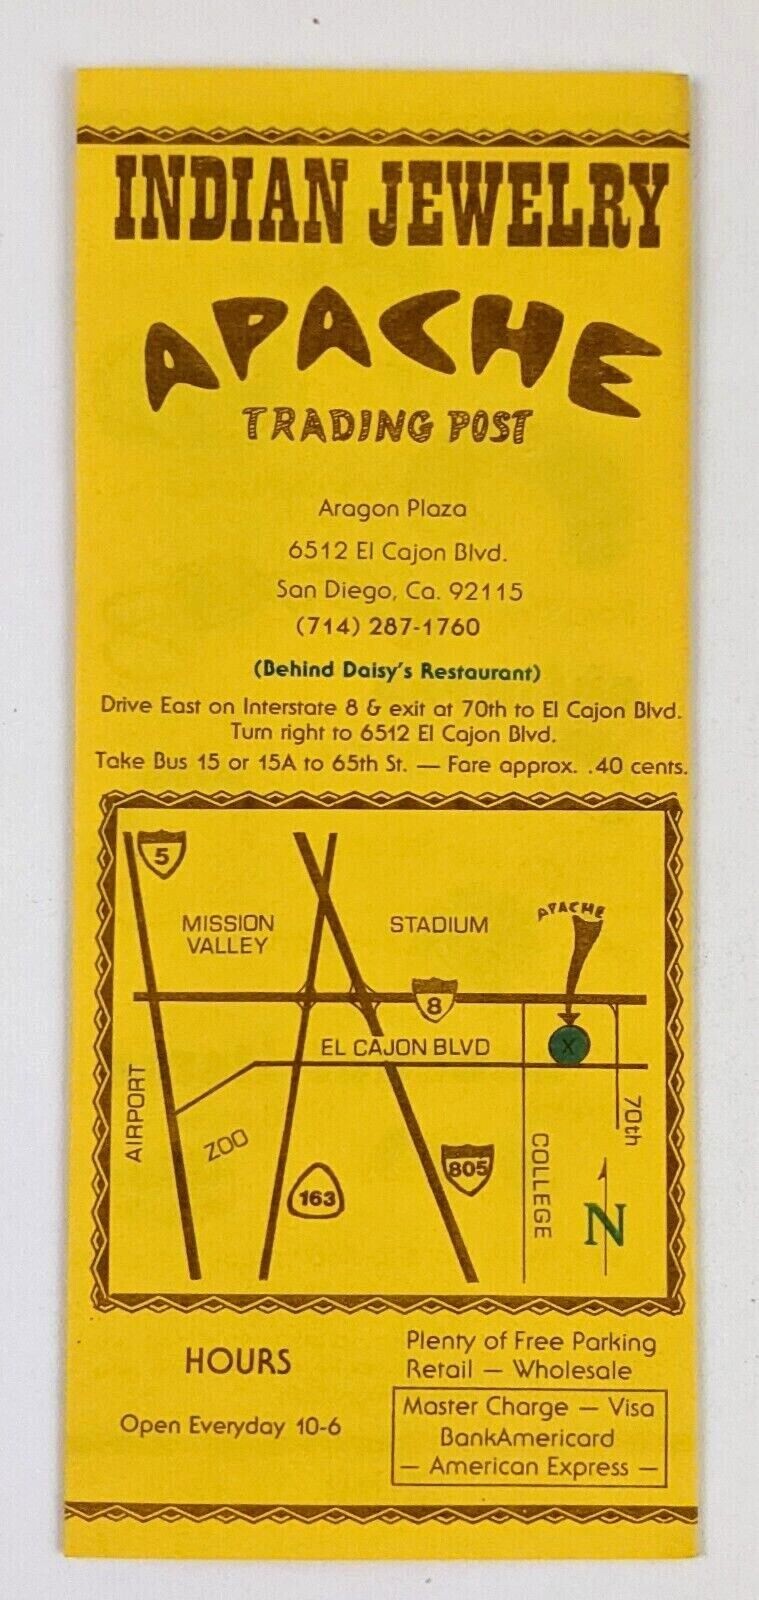 INDIAN JEWELRY
APACHE
TRADING POST
Aragon Plaza
6512 El Cajon Blvd.
San Diego, Ca. 92115
(714) 287-1760
(Behind Daisy's Restaurant)
Drive East on Interstate 8 & exit at 70th to El Cajon Blvd.
Turn right to 6512 El Cajon Blvd.
Take Bus 15 or 15A to 65th St. — Fare approx. .40 cents.
5
MISSION
VALLEY
STADIUM
APACHE
8
EL CAJON BLVD
X
AIRPORT
ZOO
163
805
COLLEGE
70th
N
HOURS
Open Everyday 10-6
Plenty of Free Parking
Retail — Wholesale
Master Charge — Visa
BankAmericard
— American Express —